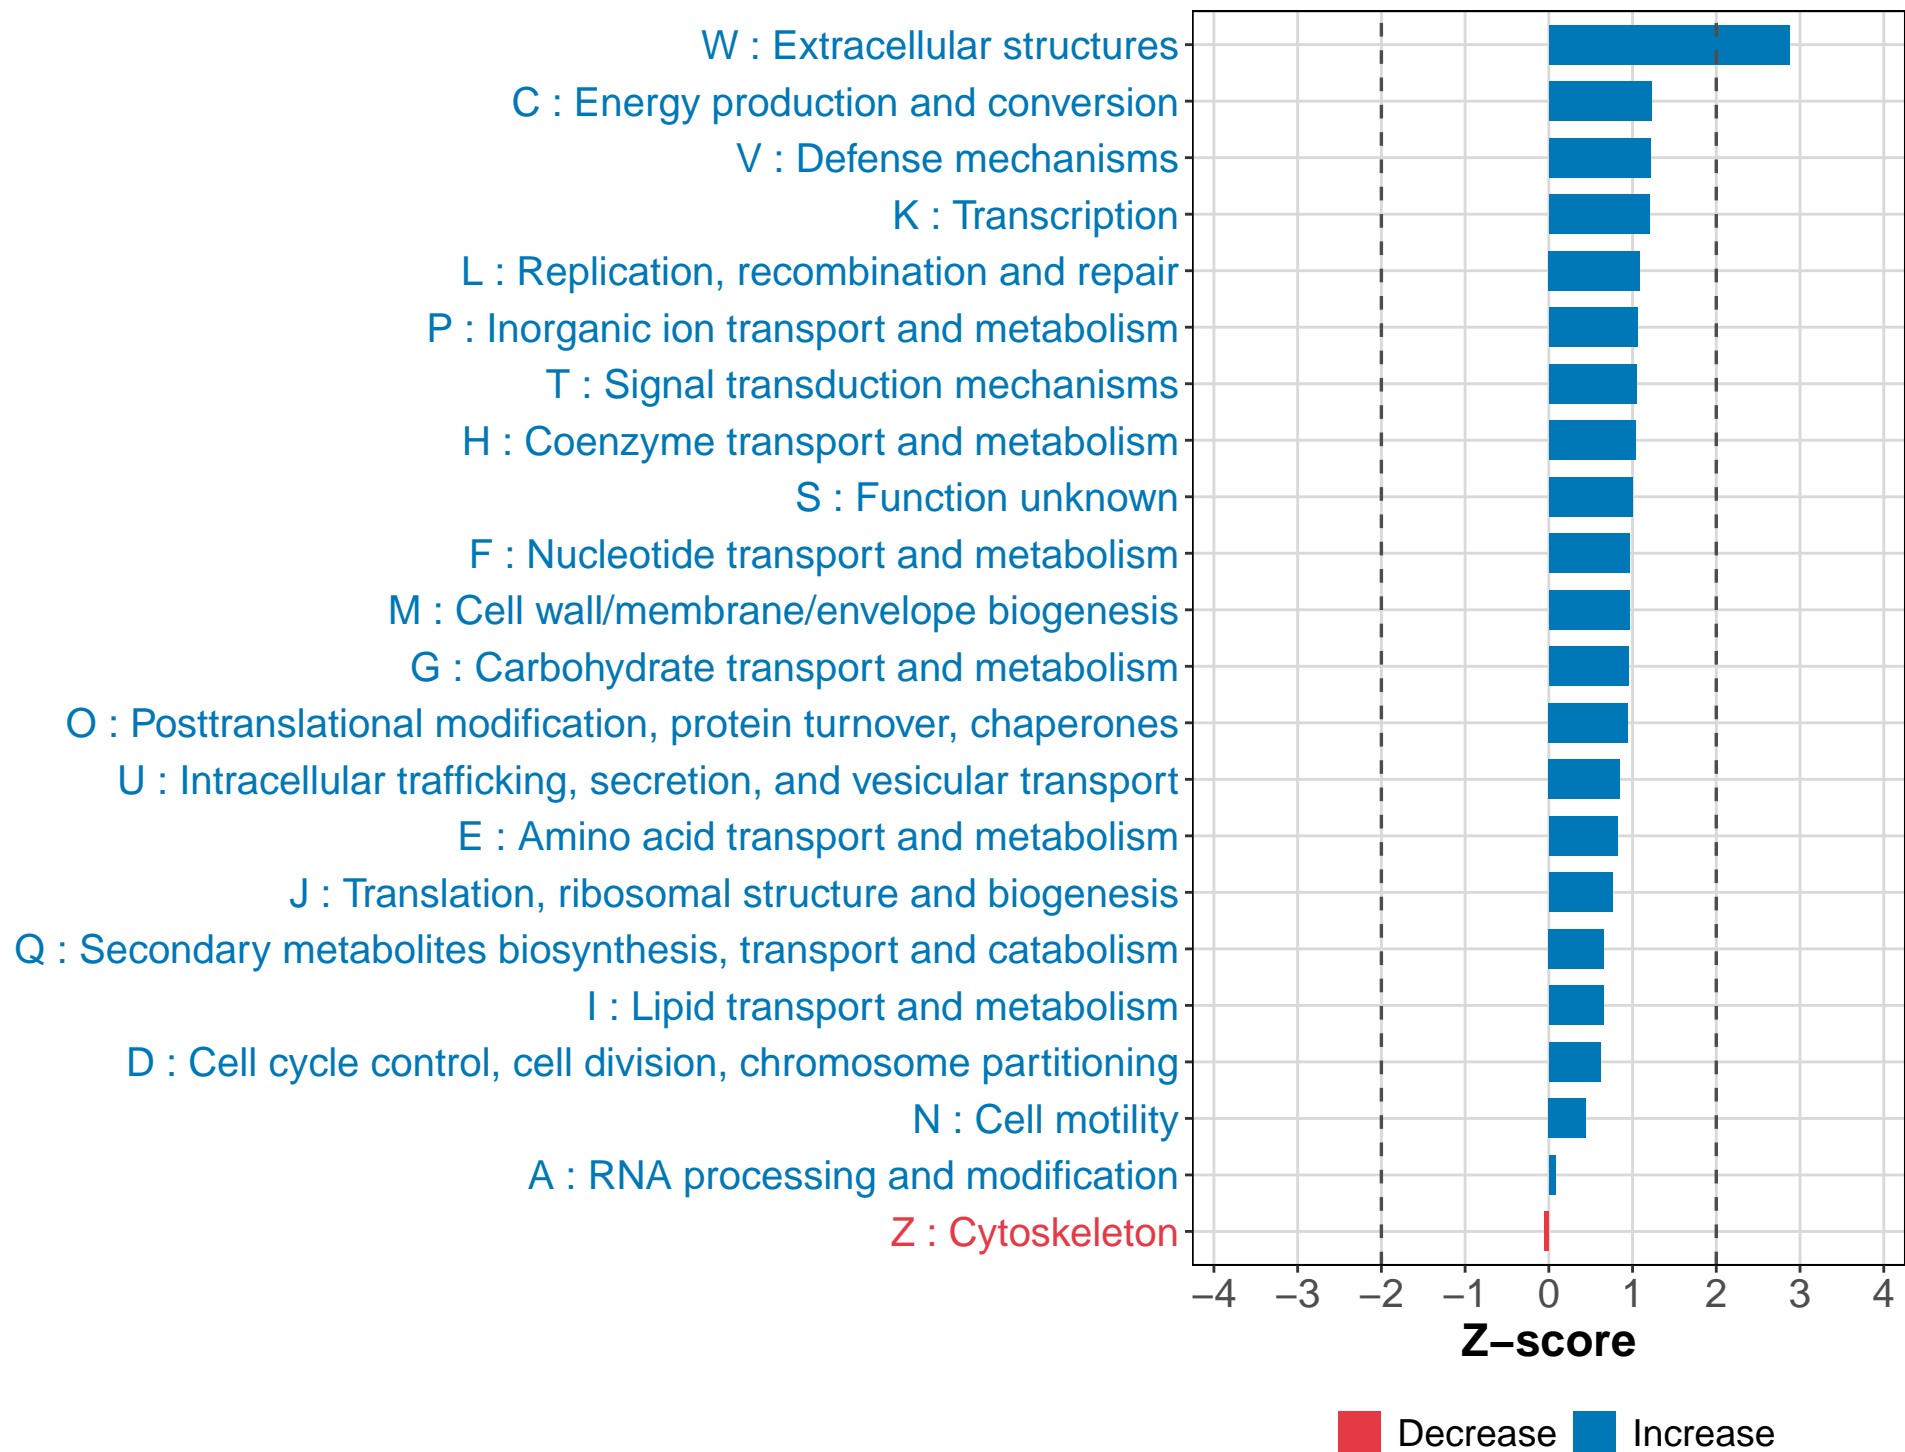 W : Extracellular structures
C : Energy production and conversion
V : Defense mechanisms
K : Transcription
L : Replication, recombination and repair
P : Inorganic ion transport and metabolism
T : Signal transduction mechanisms
H : Coenzyme transport and metabolism
S : Function unknown
F : Nucleotide transport and metabolism
M : Cell wall/membrane/envelope biogenesis
G : Carbohydrate transport and metabolism
O : Posttranslational modification, protein turnover, chaperones
U : Intracellular trafficking, secretion, and vesicular transport
E : Amino acid transport and metabolism
J : Translation, ribosomal structure and biogenesis
Q : Secondary metabolites biosynthesis, transport and catabolism
I : Lipid transport and metabolism
D : Cell cycle control, cell division, chromosome partitioning
N : Cell motility
A : RNA processing and modification
Z : Cytoskeleton
−4 −3 −2 −1 0 1 2 3 4
Z−score
Decrease Increase